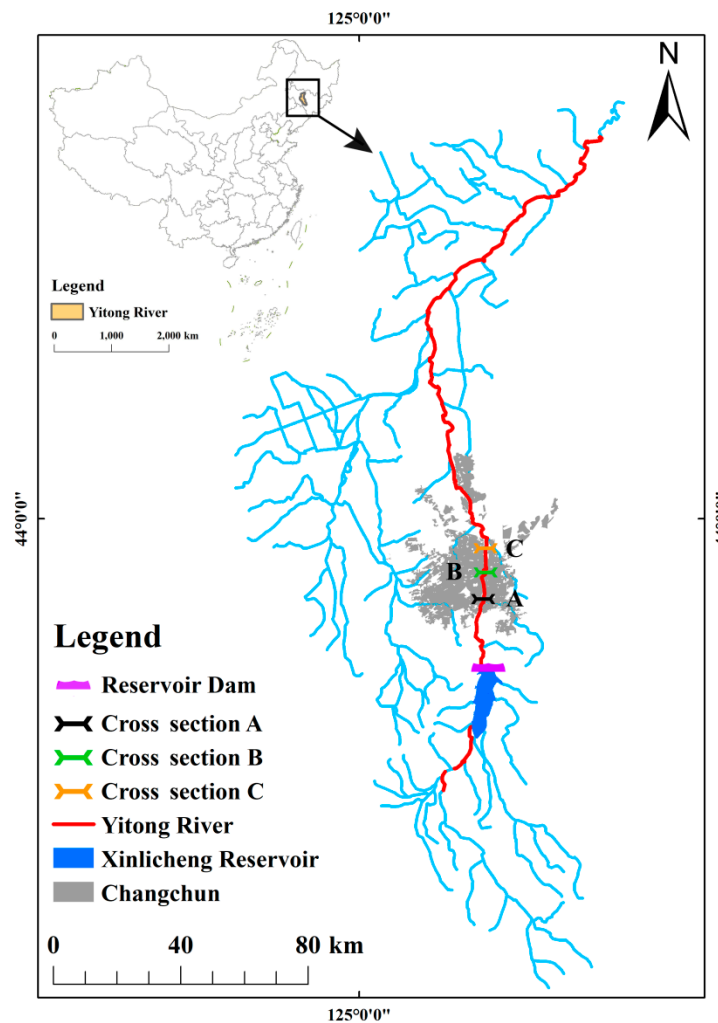 125°0'0"
N
Legend
Yitong River
0 1,000 2,000 km
44°0'0"
C
B
A
Legend
Reservoir Dam
Cross section A
Cross section B
Cross section C
Yitong River
Xinlicheng Reservoir
Changchun
0 40 80 km
125°0'0"